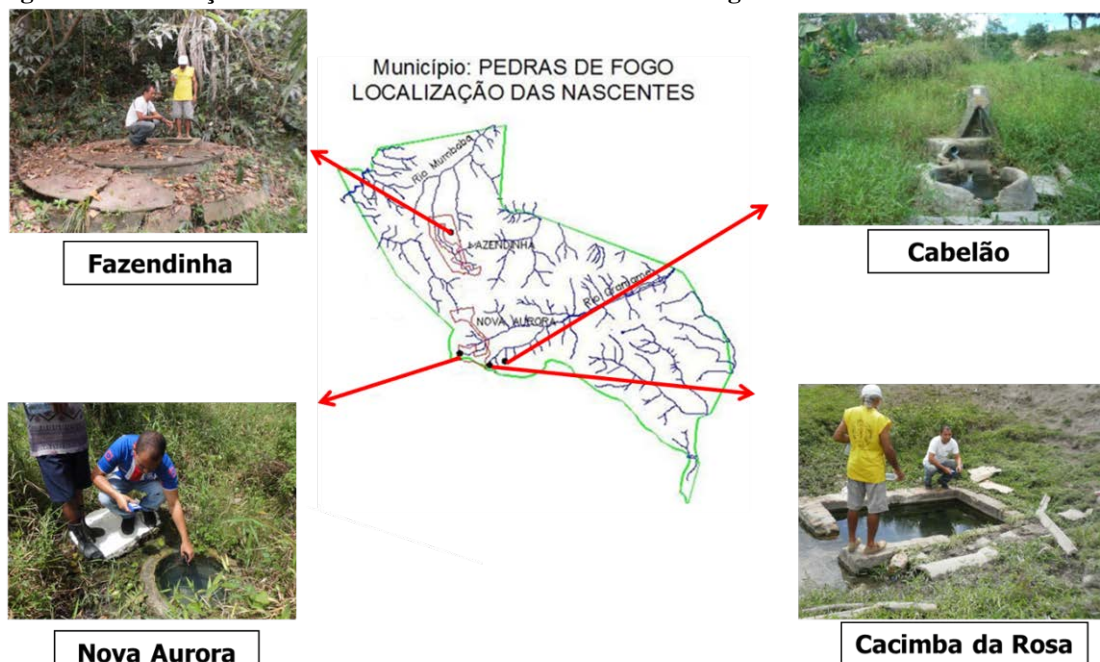 Município: PEDRAS DE FOGO
LOCALIZAÇÃO DAS NASCENTES
Rio Mumbaba
FAZENDINHA
Rio Gramame
NOVA AURORA
Fazendinha
Cabelão
Nova Aurora
Cacimba da Rosa